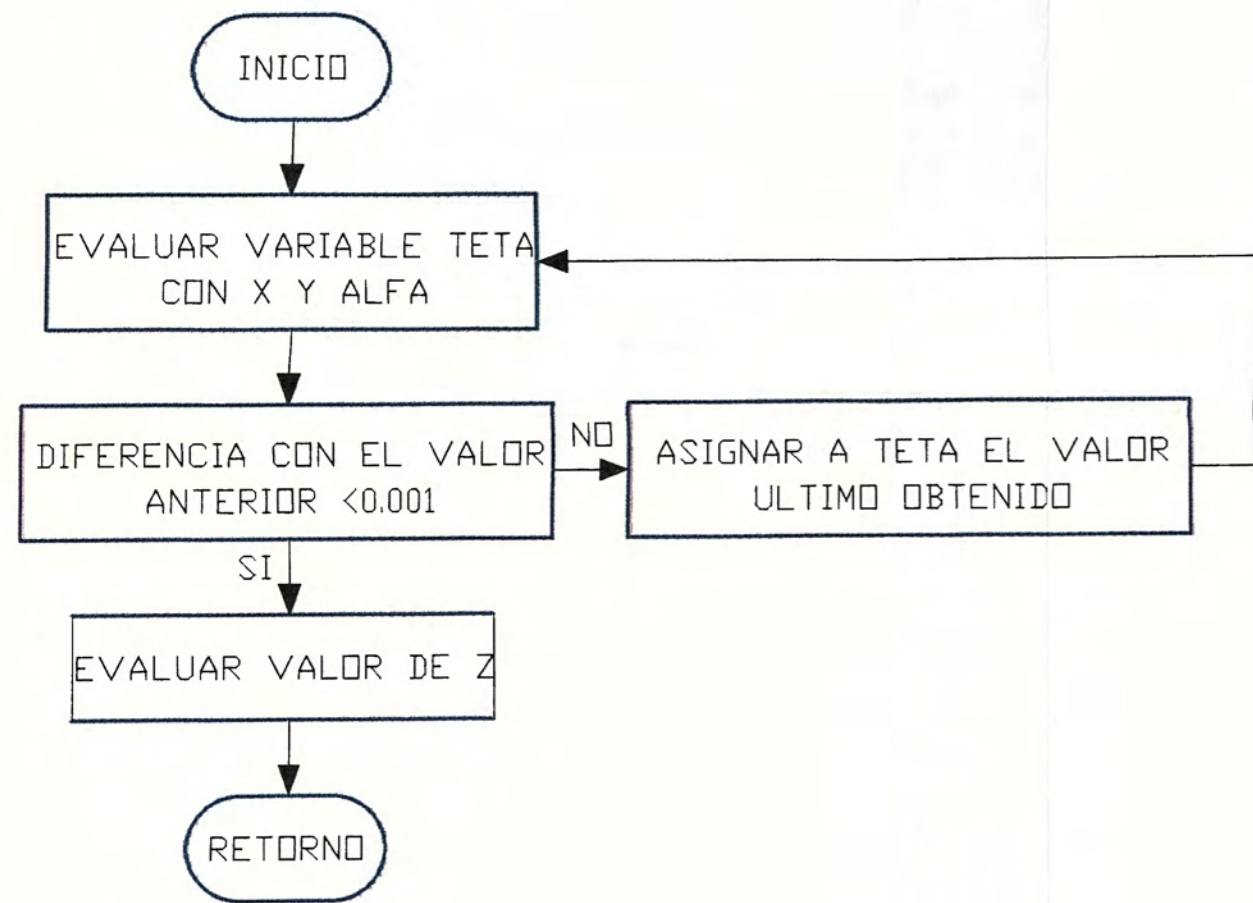 INICIO
EVALUAR VARIABLE TETA
CON X Y ALFA
DIFERENCIA CON EL VALOR
ANTERIOR <0.001
NO
ASIGNAR A TETA EL VALOR
ULTIMO OBTENIDO
SI
EVALUAR VALOR DE Z
RETORNO